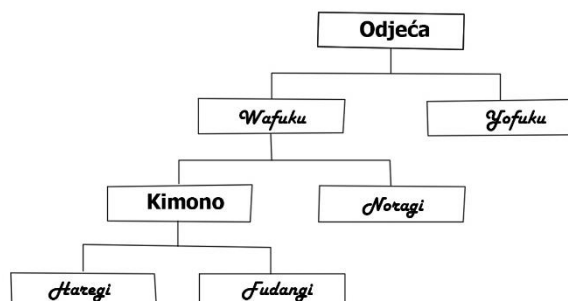 Odjeća
Wafuku
Yofuku
Kimono
Noragi
Haregi
Fudangi